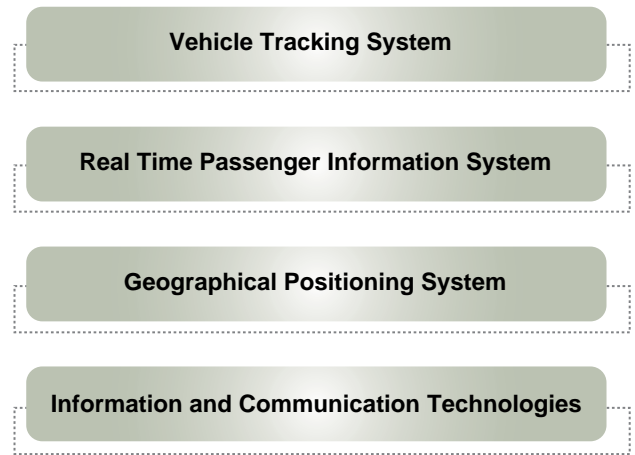 Vehicle Tracking System
Real Time Passenger Information System
Geographical Positioning System
Information and Communication Technologies